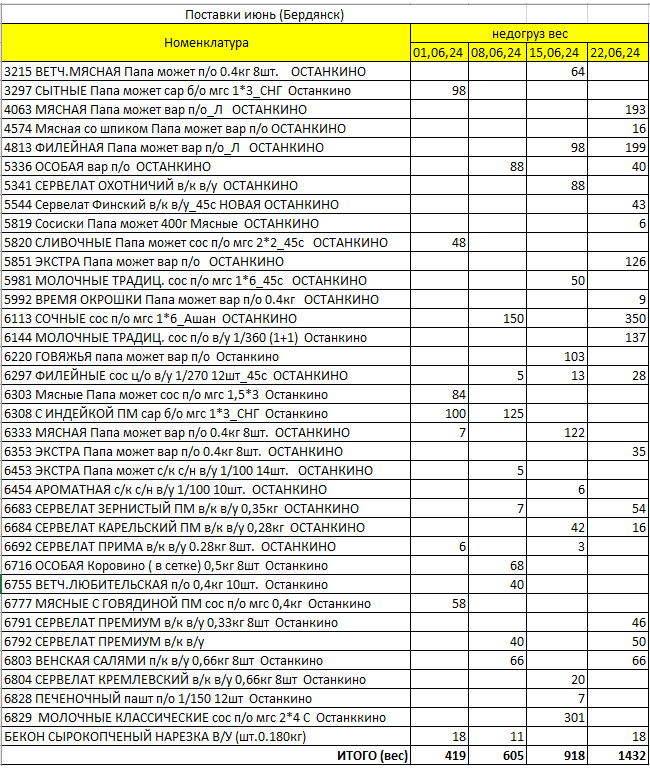 Поставки июнь (Бердянск)
Номенклатура недогруз вес
01,06,24 08,06,24 15,06,24 22,06,24
3215 ВЕТЧ.МЯСНАЯ Папа может п/о 0.4кг 8шт. ОСТАНКИНО 64
3297 СЫТНЫЕ Папа может сар б/о мгс 1*3_СНГ Останкино 98
4063 МЯСНАЯ Папа может вар п/о_Л ОСТАНКИНО 193
4574 Мясная со шпиком Папа может вар п/о ОСТАНКИНО 16
4813 ФИЛЕЙНАЯ Папа может вар п/о_Л ОСТАНКИНО 98 199
5336 ОСОБАЯ вар п/о ОСТАНКИНО 88 40
5341 СЕРВЕЛАТ ОХОТНИЧИЙ в/к в/у ОСТАНКИНО 88
5544 Сервелат Финский в/к в/у_45с НОВАЯ ОСТАНКИНО 43
5819 Сосиски Папа может 400г Мясные ОСТАНКИНО 6
5820 СЛИВОЧНЫЕ Папа может сос п/о мгс 2*2_45с ОСТАНКИНО 48
5851 ЭКСТРА Папа может вар п/о ОСТАНКИНО 126
5981 МОЛОЧНЫЕ ТРАДИЦ. сос п/о мгс 1*6_45с ОСТАНКИНО 50
5992 ВРЕМЯ ОКРОШКИ Папа может вар п/о 0.4кг ОСТАНКИНО 9
6113 СОЧНЫЕ сос п/о мгс 1*6_Ашан ОСТАНКИНО 150 350
6144 МОЛОЧНЫЕ ТРАДИЦ. сос п/о в/у 1/360 (1+1) Останкино 137
6220 ГОВЯЖЬЯ папа может вар п/о Останкино 103
6297 ФИЛЕЙНЫЕ сос ц/о в/у 1/270 12шт_45с ОСТАНКИНО 5 13 28
6303 Мясные Папа может сос п/о мгс 1,5*3 Останкино 84
6308 С ИНДЕЙКОЙ ПМ сар б/о мгс 1*3_СНГ Останкино 100 125
6333 МЯСНАЯ Папа может вар п/о 0.4кг 8шт. ОСТАНКИНО 7 122
6353 ЭКСТРА Папа может вар п/о 0.4кг 8шт. ОСТАНКИНО 35
6453 ЭКСТРА Папа может с/к с/н в/у 1/100 14шт. ОСТАНКИНО 5
6454 АРОМАТНАЯ с/к с/н в/у 1/100 10шт. ОСТАНКИНО 6
6683 СЕРВЕЛАТ ЗЕРНИСТЫЙ ПМ в/к в/у 0,35кг ОСТАНКИНО 7 54
6684 СЕРВЕЛАТ КАРЕЛЬСКИЙ ПМ в/к в/у 0,28кг ОСТАНКИНО 42 16
6692 СЕРВЕЛАТ ПРИМА в/к в/у 0.28кг 8шт. ОСТАНКИНО 6 3
6716 ОСОБАЯ Коровино ( в сетке) 0,5кг 8шт Останкино 68
6755 ВЕТЧ.ЛЮБИТЕЛЬСКАЯ п/о 0,4кг 10шт. Останкино 40
6777 МЯСНЫЕ С ГОВЯДИНОЙ ПМ сос п/о мгс 0,4кг Останкино 58
6791 СЕРВЕЛАТ ПРЕМИУМ в/к в/у 0,33кг 8шт Останкино 46
6792 СЕРВЕЛАТ ПРЕМИУМ в/к в/у 40 50
6803 ВЕНСКАЯ САЛЯМИ п/к в/у 0,66кг 8шт Останкино 66 66
6804 СЕРВЕЛАТ КРЕМЛЕВСКИЙ в/к в/у 0,66кг 8шт Останкино 20
6828 ПЕЧЕНОЧНЫЙ пашт п/о 1/150 12шт Останкино 7
6829 МОЛОЧНЫЕ КЛАССИЧЕСКИЕ сос п/о мгс 2*4 С Останккино 301
БЕКОН СЫРОКОПЧЕНЫЙ НАРЕЗКА В/У (шт.0.180кг) 18 11 18
ИТОГО (вес) 419 605 918 1432